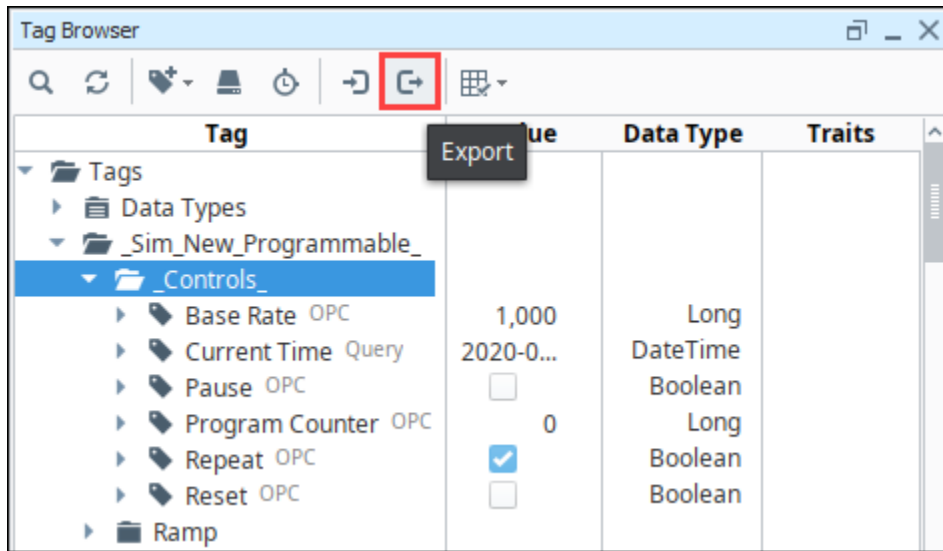 Tag Browser
Tag ue Data Type Traits
Export
Tags
Data Types
_Sim_New_Programmable_
_Controls_
Base Rate OPC 1,000 Long
Current Time Query 2020-0... DateTime
Pause OPC Boolean
Program Counter OPC 0 Long
Repeat OPC Boolean
Reset OPC Boolean
Ramp